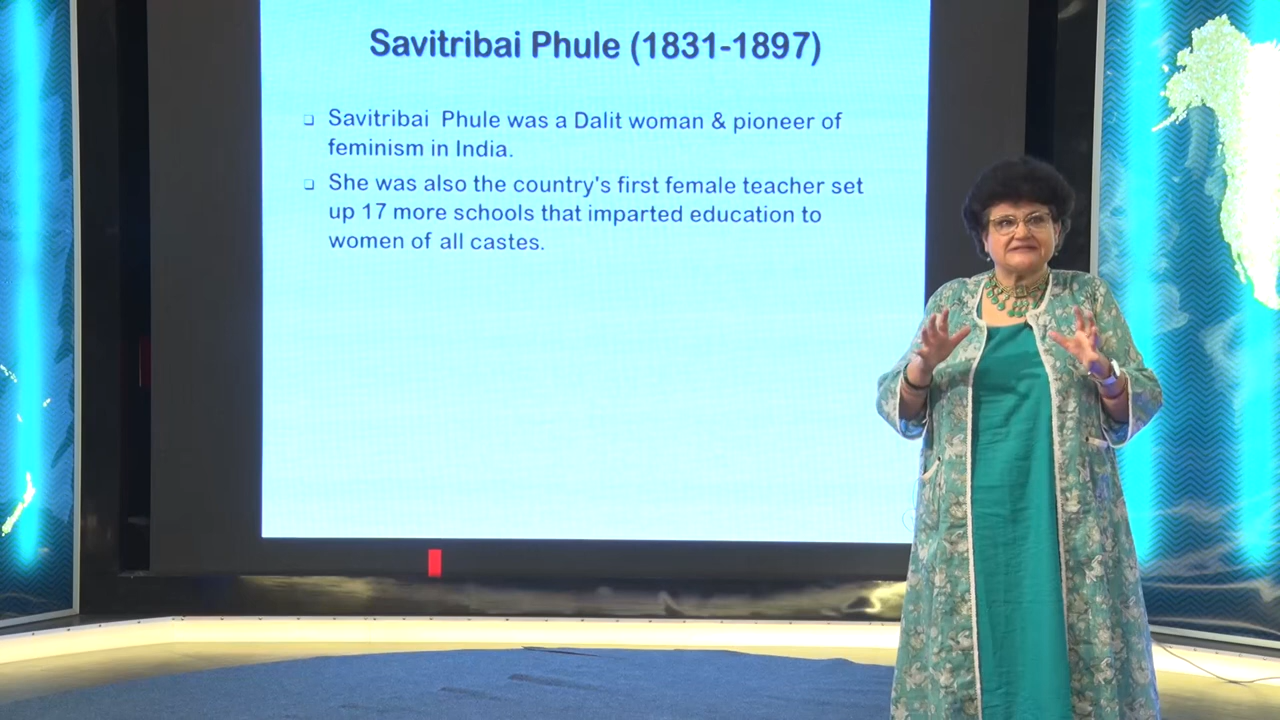 Savitribai Phule (1831-1897)
❑ Savitribai Phule was a Dalit woman & pioneer of
feminism in India.
❑ She was also the country's first female teacher set
up 17 more schools that imparted education to
women of all castes.